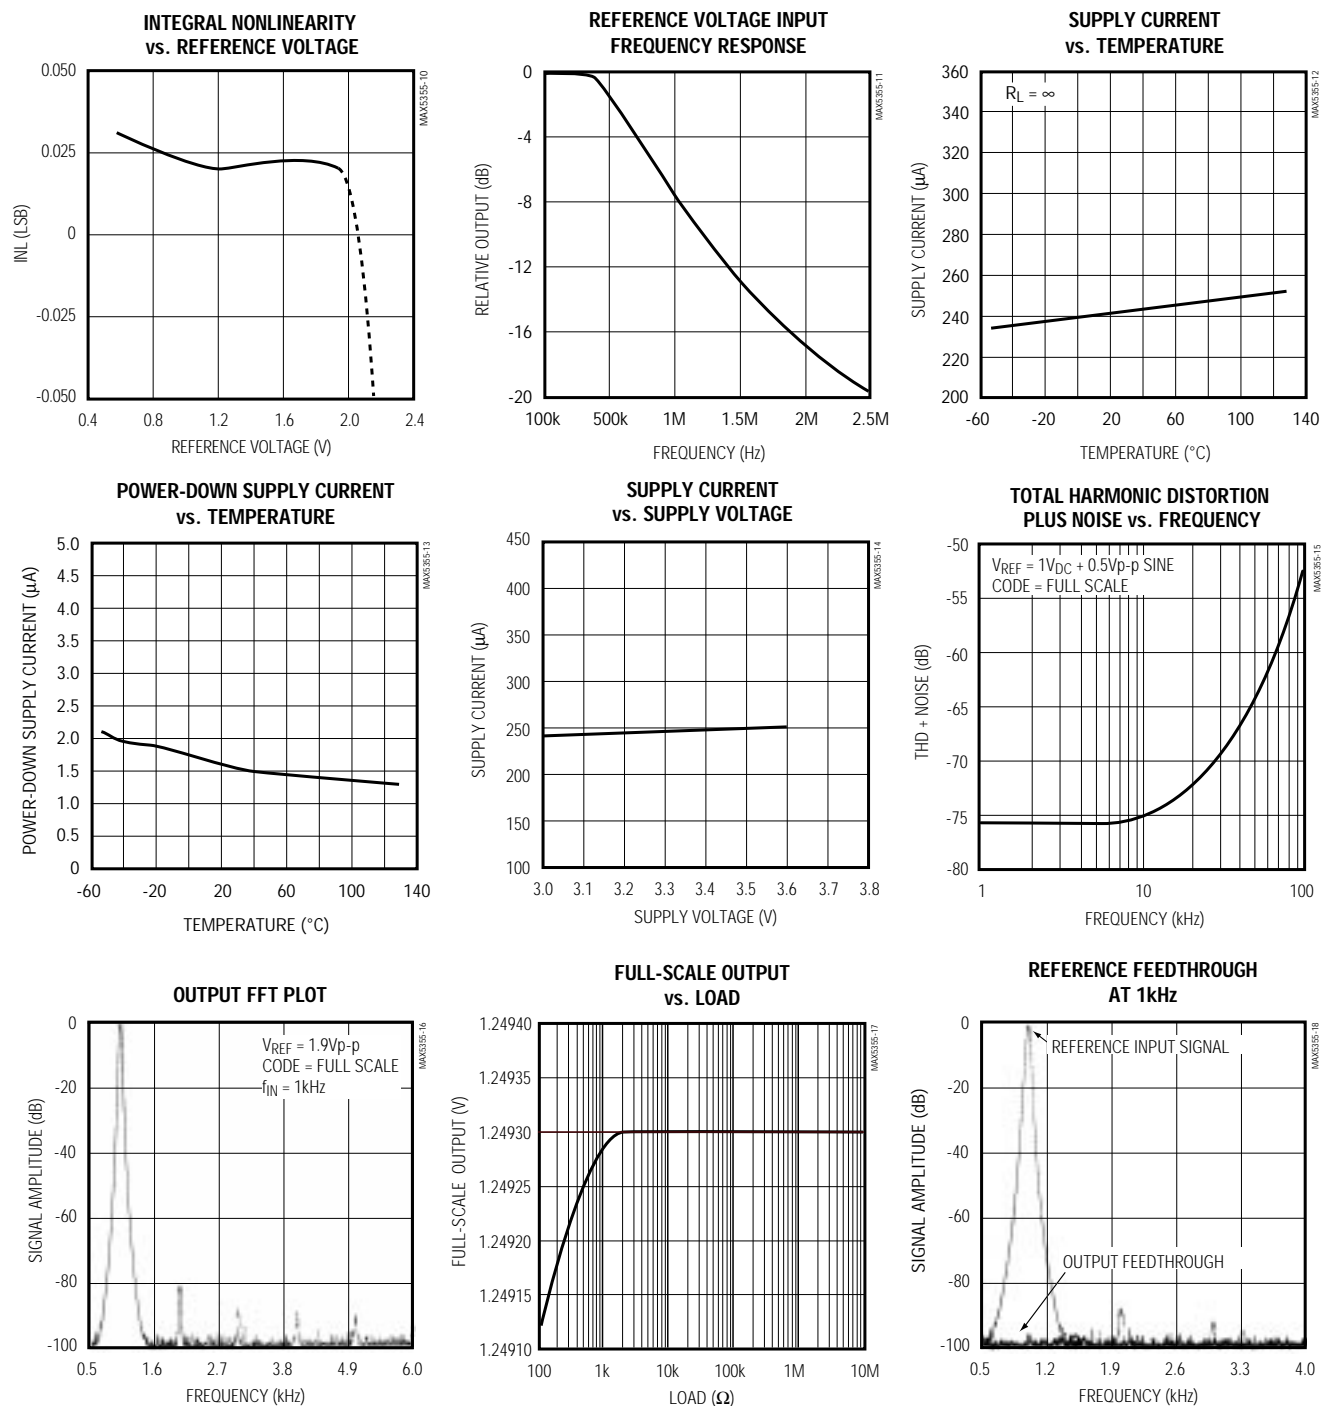 INTEGRAL NONLINEARITY
vs. REFERENCE VOLTAGE
0.050
0.025
0
-0.025
-0.050
INL (LSB)
0.4 0.8 1.2 1.6 2.0 2.4
REFERENCE VOLTAGE (V)
MAX5355-10
REFERENCE VOLTAGE INPUT
FREQUENCY RESPONSE
0
-4
-8
-12
-16
-20
RELATIVE OUTPUT (dB)
100k 500k 1M 1.5M 2M 2.5M
FREQUENCY (Hz)
MAX5355-11
SUPPLY CURRENT
vs. TEMPERATURE
RL = ∞
360
340
320
300
280
260
240
220
200
SUPPLY CURRENT (µA)
-60 -20 20 60 100 140
TEMPERATURE (°C)
MAX5355-12
POWER-DOWN SUPPLY CURRENT
vs. TEMPERATURE
5.0
4.5
4.0
3.5
3.0
2.5
2.0
1.5
1.0
0.5
0
POWER-DOWN SUPPLY CURRENT (µA)
-60 -20 20 60 100 140
TEMPERATURE (°C)
MAX5355-13
SUPPLY CURRENT
vs. SUPPLY VOLTAGE
450
400
350
300
250
200
150
100
SUPPLY CURRENT (µA)
3.0 3.1 3.2 3.3 3.4 3.5 3.6 3.7 3.8
SUPPLY VOLTAGE (V)
MAX5355-14
TOTAL HARMONIC DISTORTION
PLUS NOISE vs. FREQUENCY
VREF = 1VDC + 0.5Vp-p SINE
CODE = FULL SCALE
-50
-55
-60
-65
-70
-75
-80
THD + NOISE (dB)
1 10 100
FREQUENCY (kHz)
MAX5355-15
OUTPUT FFT PLOT
VREF = 1.9Vp-p
CODE = FULL SCALE
fIN = 1kHz
0
-20
-40
-60
-80
-100
SIGNAL AMPLITUDE (dB)
0.5 1.6 2.7 3.8 4.9 6.0
FREQUENCY (kHz)
MAX5355-16
FULL-SCALE OUTPUT
vs. LOAD
1.24940
1.24935
1.24930
1.24925
1.24920
1.24915
1.24910
FULL-SCALE OUTPUT (V)
100 1k 10k 100k 1M 10M
LOAD (Ω)
MAX5355-17
REFERENCE FEEDTHROUGH
AT 1kHz
REFERENCE INPUT SIGNAL
OUTPUT FEEDTHROUGH
0
-20
-40
-60
-80
-100
SIGNAL AMPLITUDE (dB)
0.5 1.2 1.9 2.6 3.3 4.0
FREQUENCY (kHz)
MAX5355-18